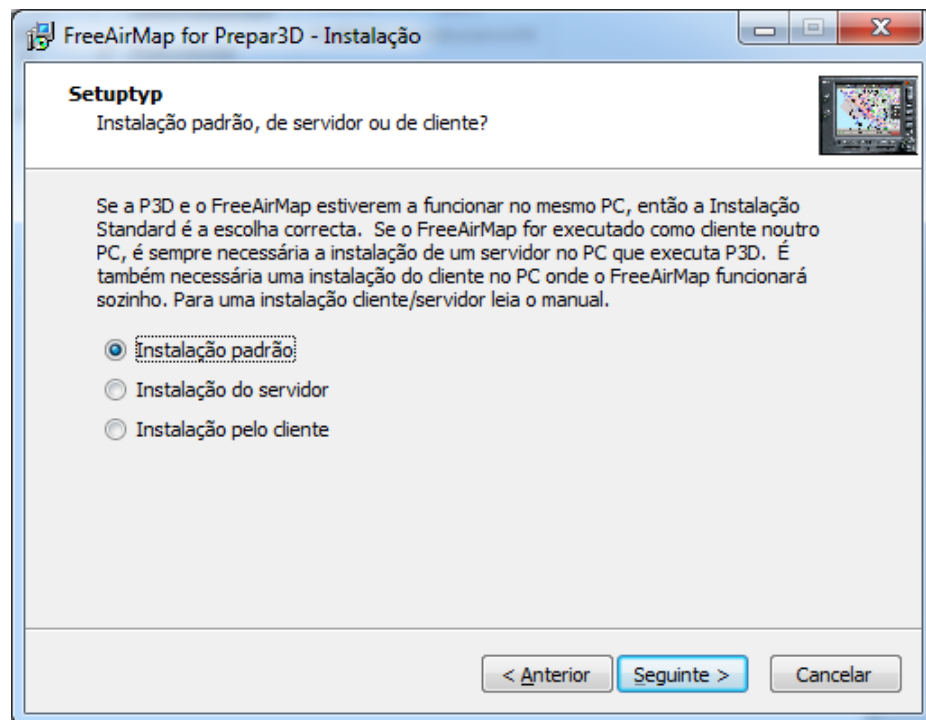 FreeAirMap for Prepar3D - Instalação
Setuptyp
Instalação padrão, de servidor ou de cliente?
Se a P3D e o FreeAirMap estiverem a funcionar no mesmo PC, então a Instalação
Standard é a escolha correcta.  Se o FreeAirMap for executado como cliente noutro
PC, é sempre necessária a instalação de um servidor no PC que executa P3D.  É
também necessária uma instalação do cliente no PC onde o FreeAirMap funcionará
sozinho. Para uma instalação cliente/servidor leia o manual.
Instalação padrão
Instalação do servidor
Instalação pelo cliente
< Anterior
Seguinte >
Cancelar